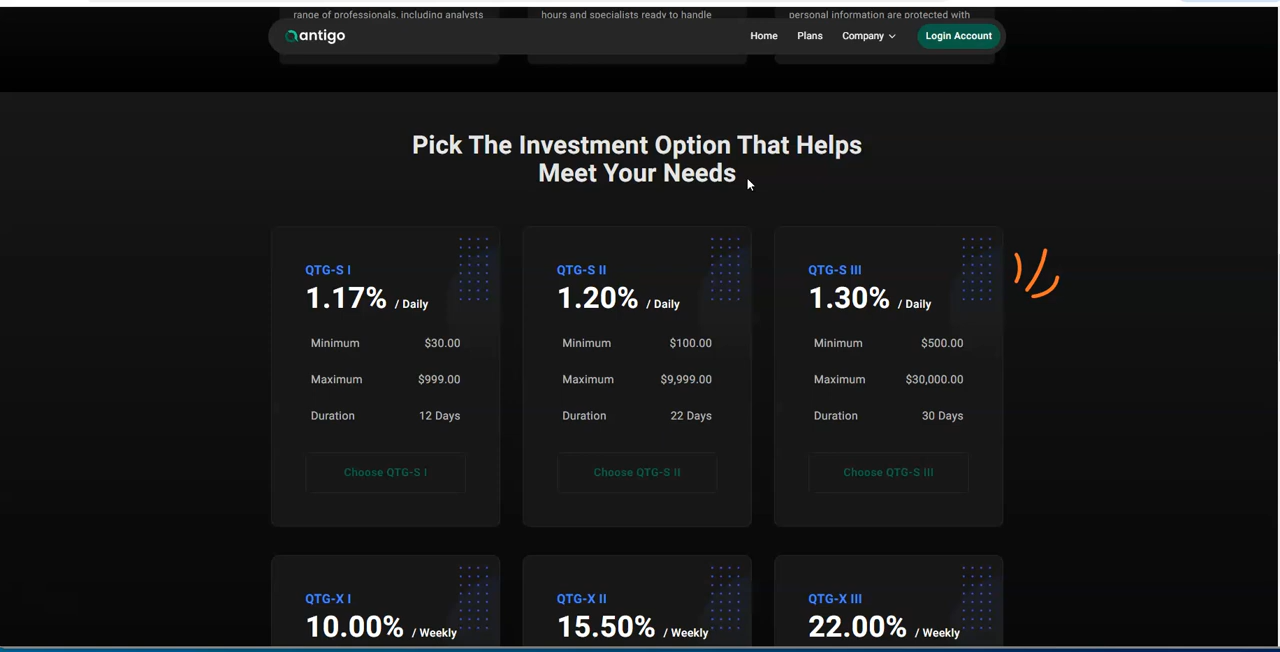 range of professionals, including analysts
hours and specialists ready to handle
personal information are protected with
antigo
Home Plans Company Login Account
Pick The Investment Option That Helps
Meet Your Needs
QTG-S I
1.17% / Daily
Minimum $30.00
Maximum $999.00
Duration 12 Days
Choose QTG-S I
QTG-S II
1.20% / Daily
Minimum $100.00
Maximum $9,999.00
Duration 22 Days
Choose QTG-S II
QTG-S III
1.30% / Daily
Minimum $500.00
Maximum $30,000.00
Duration 30 Days
Choose QTG-S III
QTG-X I
10.00% / Weekly
QTG-X II
15.50% / Weekly
QTG-X III
22.00% / Weekly